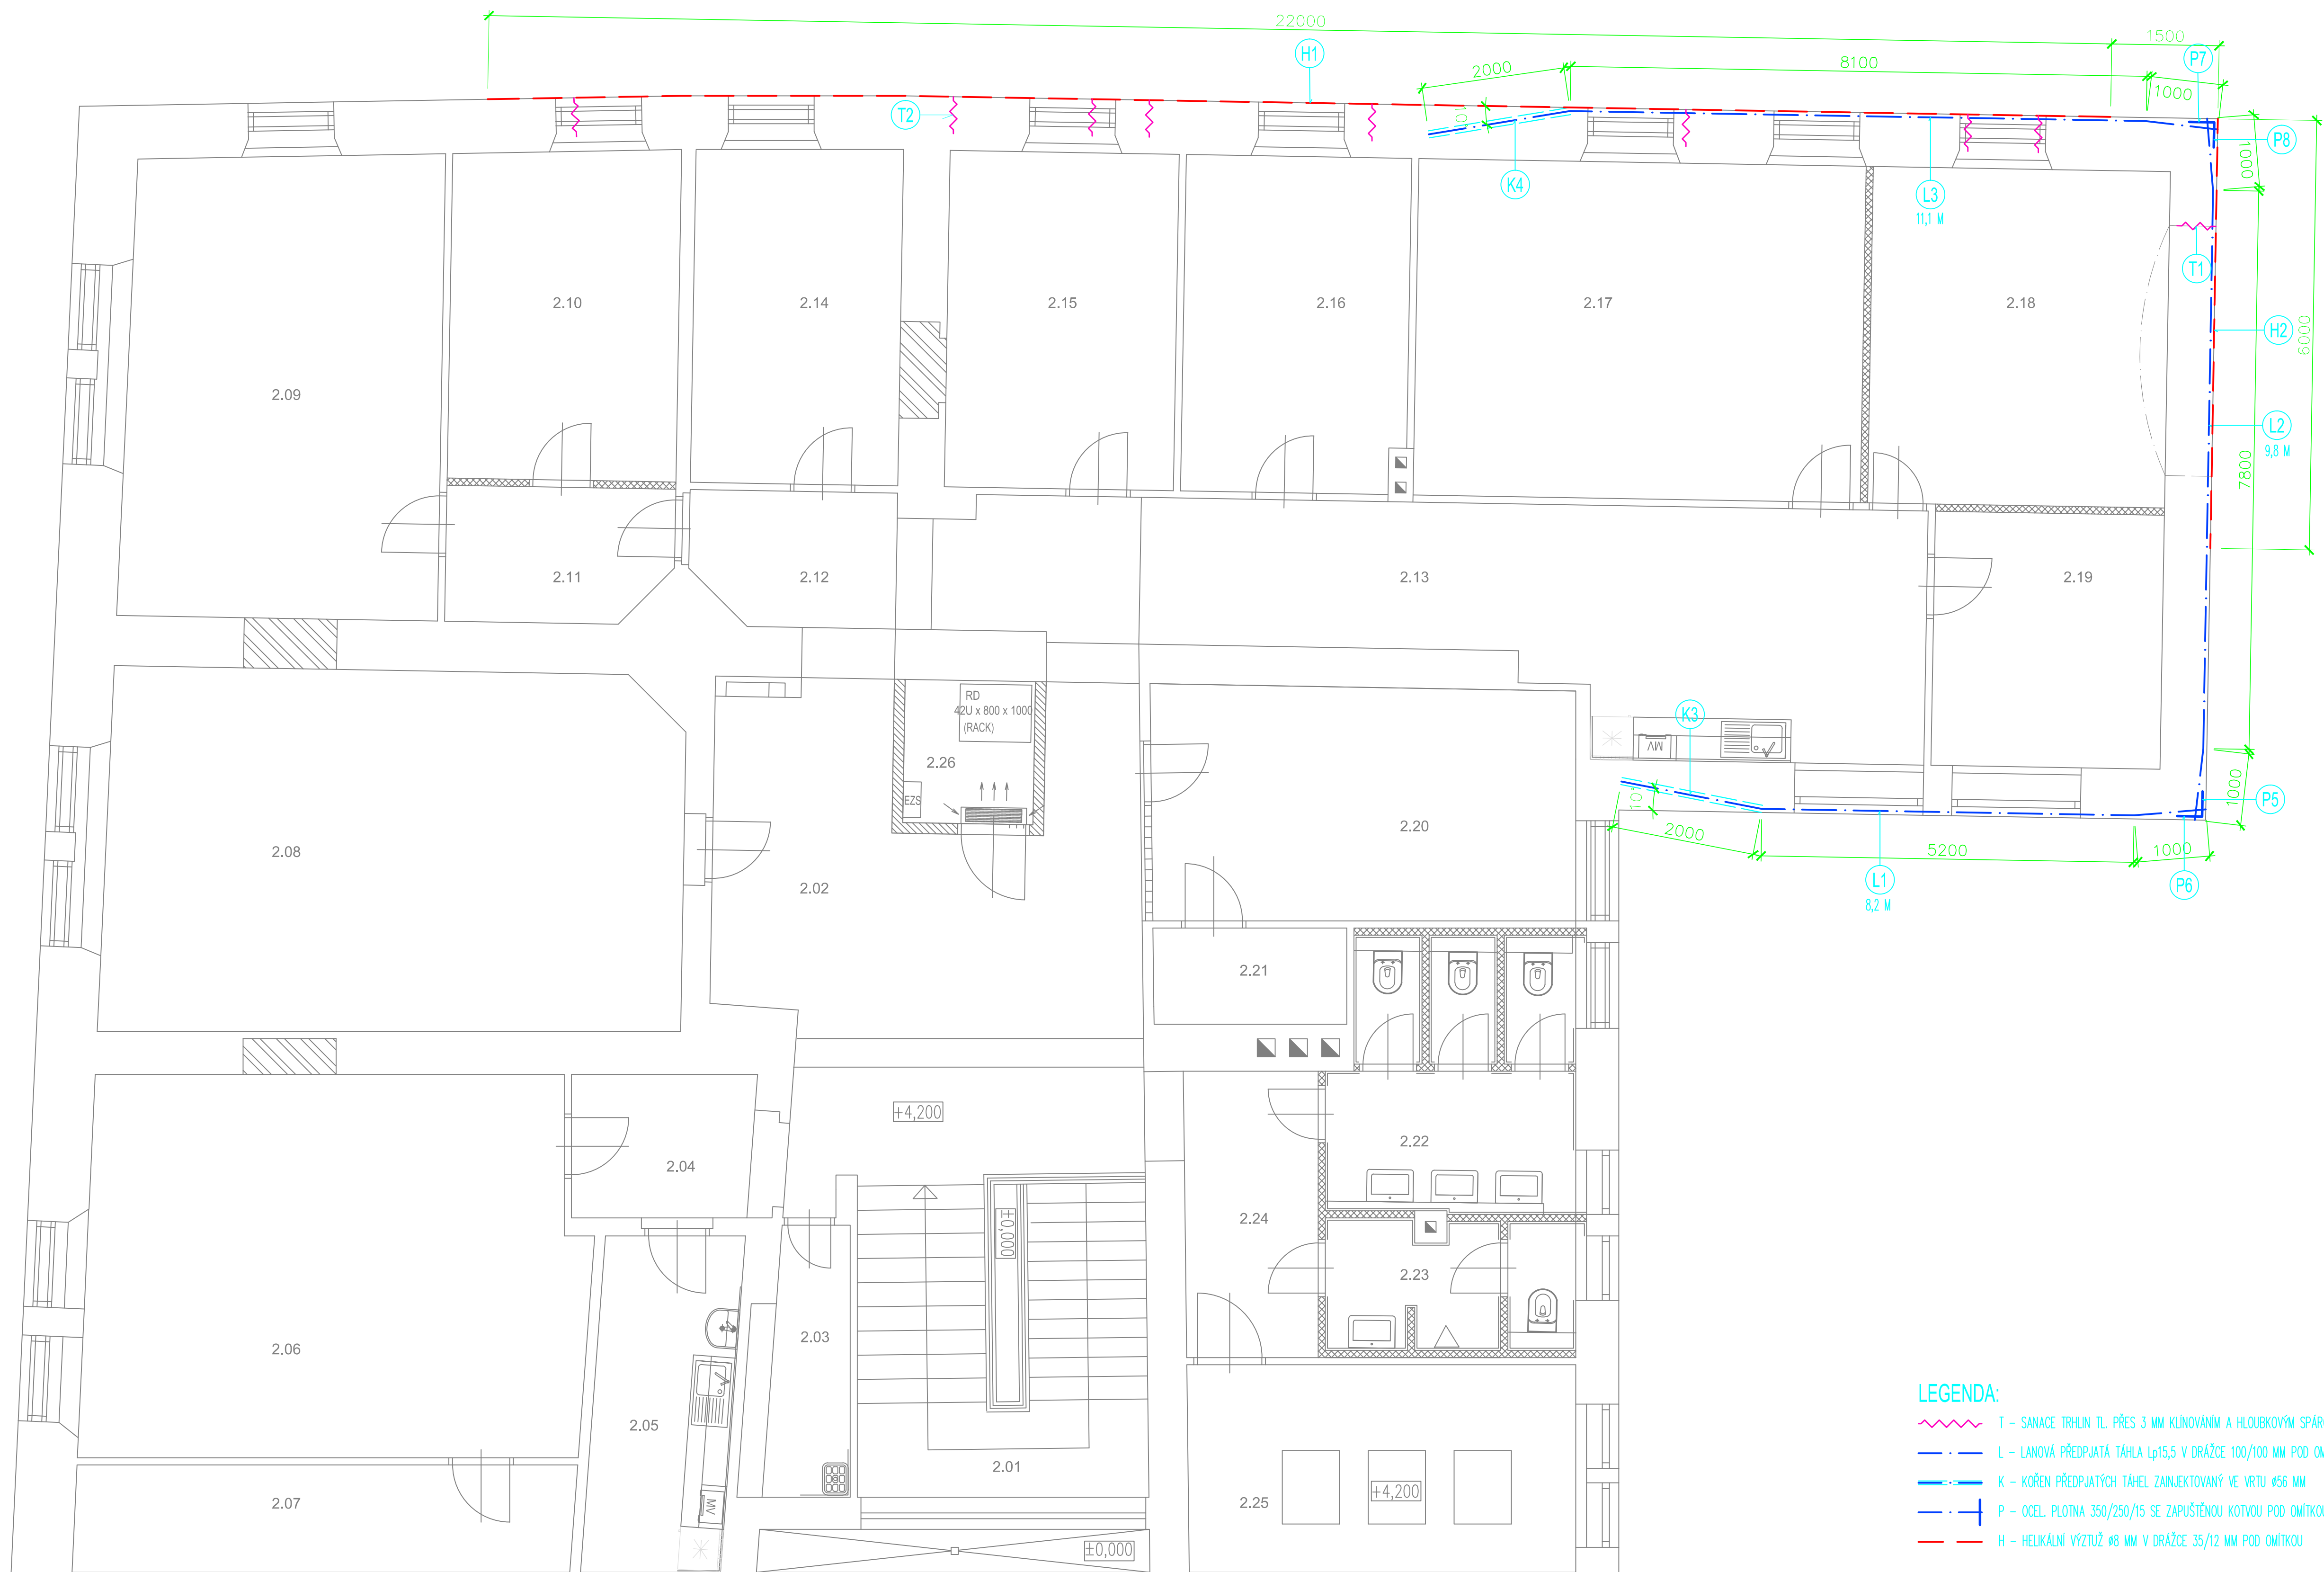 22000
1500
H1
P7
2000
8100
1000
10°
T2
K4
L3
11,1 M
P8
1000
T1
2.10
2.14
2.15
2.16
2.17
2.18
H2
6000
2.09
L2
9,8 M
7800
2.11
2.12
2.13
2.19
RD
42U x 800 x 1000
(RACK)
K3
MV
2.26
EZS
10°
1000
P5
2.20
2000
5200
1000
2.08
2.02
L1
8,2 M
P6
2.21
+4,200
2.22
2.04
±0,000
2.24
2.23
2.03
2.06
2.05
LEGENDA:
T – SANACE TRHLIN TL. PŘES 3 MM KLÍNOVÁNÍM A HLOUBKOVÝM
L – LANOVÁ PŘEDPJATÁ TÁHLA Lp15,5 V DRÁŽCE 100/100 MM POD
2.01
K – KOŘEN PŘEDPJATÝCH TÁHEL ZAINJEKTOVANÝ VE VRTU ø56 MM
+4,200
2.07
MV
2.25
P – OCEL. PLOTNA 350/250/15 SE ZAPUŠTĚNOU KOTVOU POD OMÍTKOU
H – HELIKÁLNÍ VÝZTUŽ ø8 MM V DRÁŽCE 35/12 MM POD OMÍTKOU
±0,000